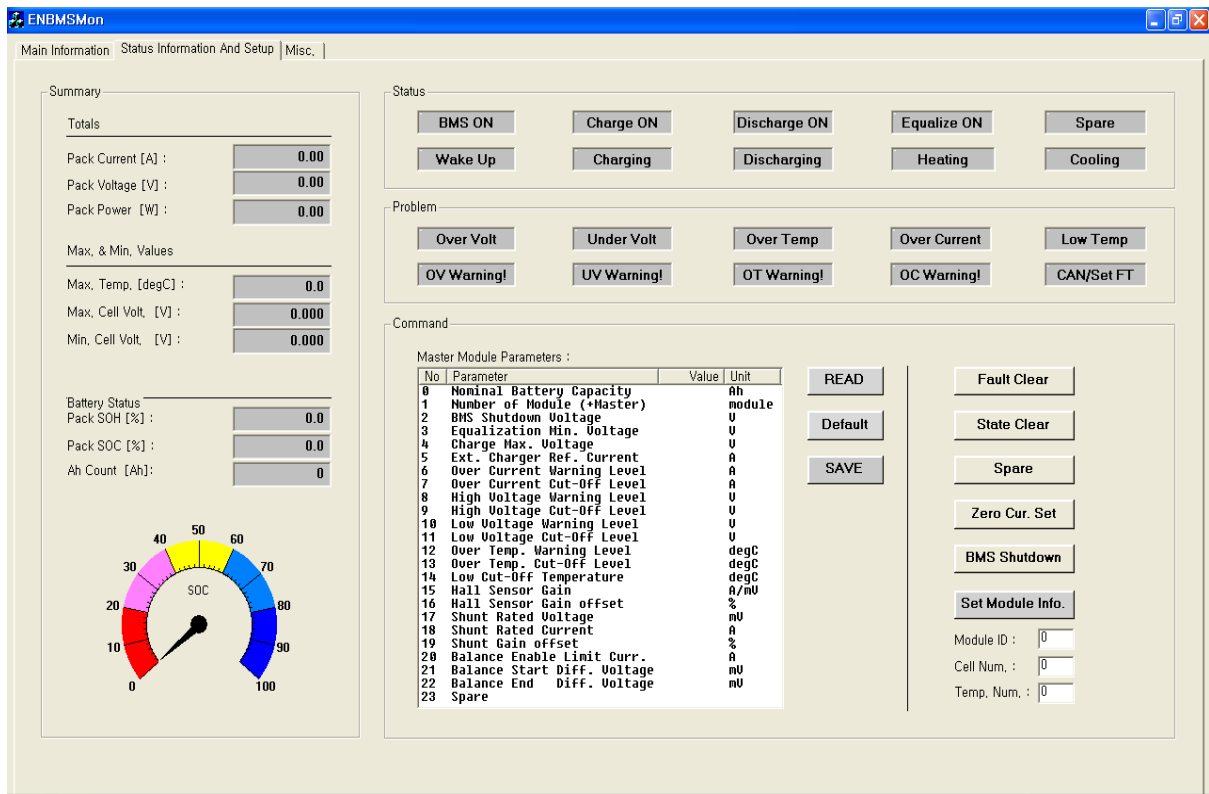 ENBMSMon
Main Information
Status Information And Setup
Misc.
Summary
Totals
Pack Current [A] : 0.00
Pack Voltage [V] : 0.00
Pack Power [W] : 0.00
Max, & Min, Values
Max, Temp, [degC] : 0.0
Max, Cell Volt, [V] : 0.000
Min, Cell Volt, [V] : 0.000
Battery Status
Pack SOH [%] : 0.0
Pack SOC [%] : 0.0
Ah Count [Ah]: 0
0 10 20 30 40 50 60 70 80 90 100
SOC
Status
BMS ON Charge ON Discharge ON Equalize ON Spare
Wake Up Charging Discharging Heating Cooling
Problem
Over Volt Under Volt Over Temp Over Current Low Temp
OV Warning! UV Warning! OT Warning! OC Warning! CAN/Set FT
Command
Master Module Parameters :
No Parameter Value Unit
0 Nominal Battery Capacity Ah
1 Number of Module (+Master) module
2 BMS Shutdown Voltage V
3 Equalization Min. Voltage V
4 Charge Max. Voltage V
5 Ext. Charger Ref. Current A
6 Over Current Warning Level A
7 Over Current Cut-Off Level A
8 High Voltage Warning Level V
9 High Voltage Cut-Off Level V
10 Low Voltage Warning Level V
11 Low Voltage Cut-Off Level V
12 Over Temp. Warning Level degC
13 Over Temp. Cut-Off Level degC
14 Low Cut-Off Temperature degC
15 Hall Sensor Gain A/mV
16 Hall Sensor Gain offset %
17 Shunt Rated Voltage mV
18 Shunt Rated Current A
19 Shunt Gain offset %
20 Balance Enable Limit Curr. A
21 Balance Start Diff. Voltage mV
22 Balance End Diff. Voltage mV
23 Spare
READ
Default
SAVE
Fault Clear
State Clear
Spare
Zero Cur. Set
BMS Shutdown
Set Module Info.
Module ID : 0
Cell Num, : 0
Temp, Num, : 0